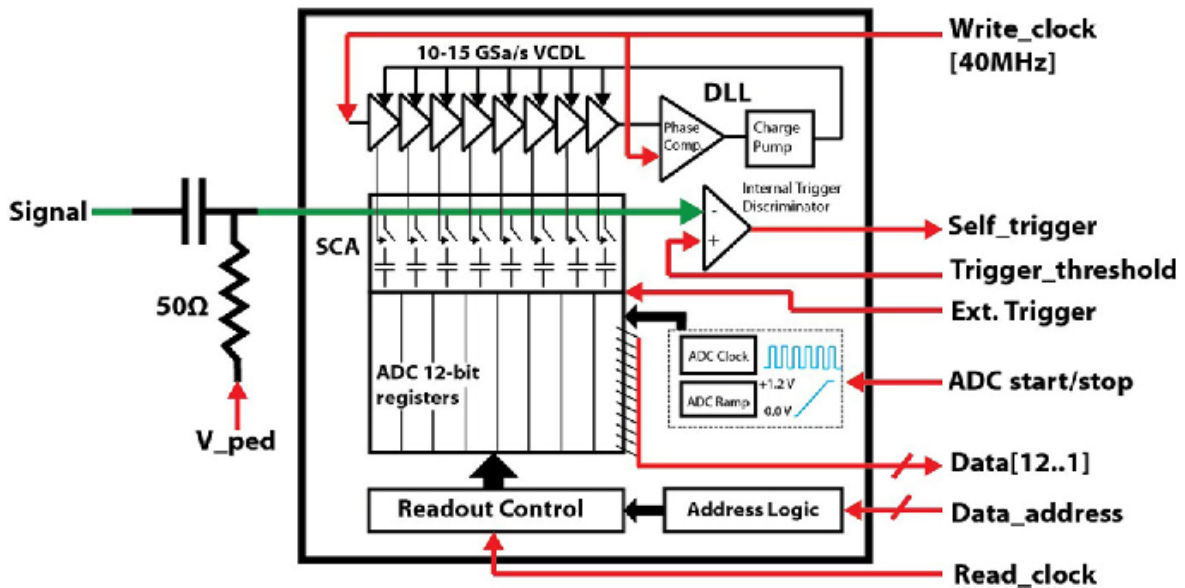 Write_clock
[40MHz]
10-15 GSa/s VCDL
DLL
Phase
Comp.
Charge
Pump
Signal
Internal Trigger
Discriminator
-
+
Self_trigger
SCA
Trigger_threshold
50Ω
Ext. Trigger
ADC 12-bit
registers
ADC Clock
+1.2 V
ADC Ramp
0.0 V
ADC start/stop
V_ped
Data[12..1]
Readout Control
Address Logic
Data_address
Read_clock